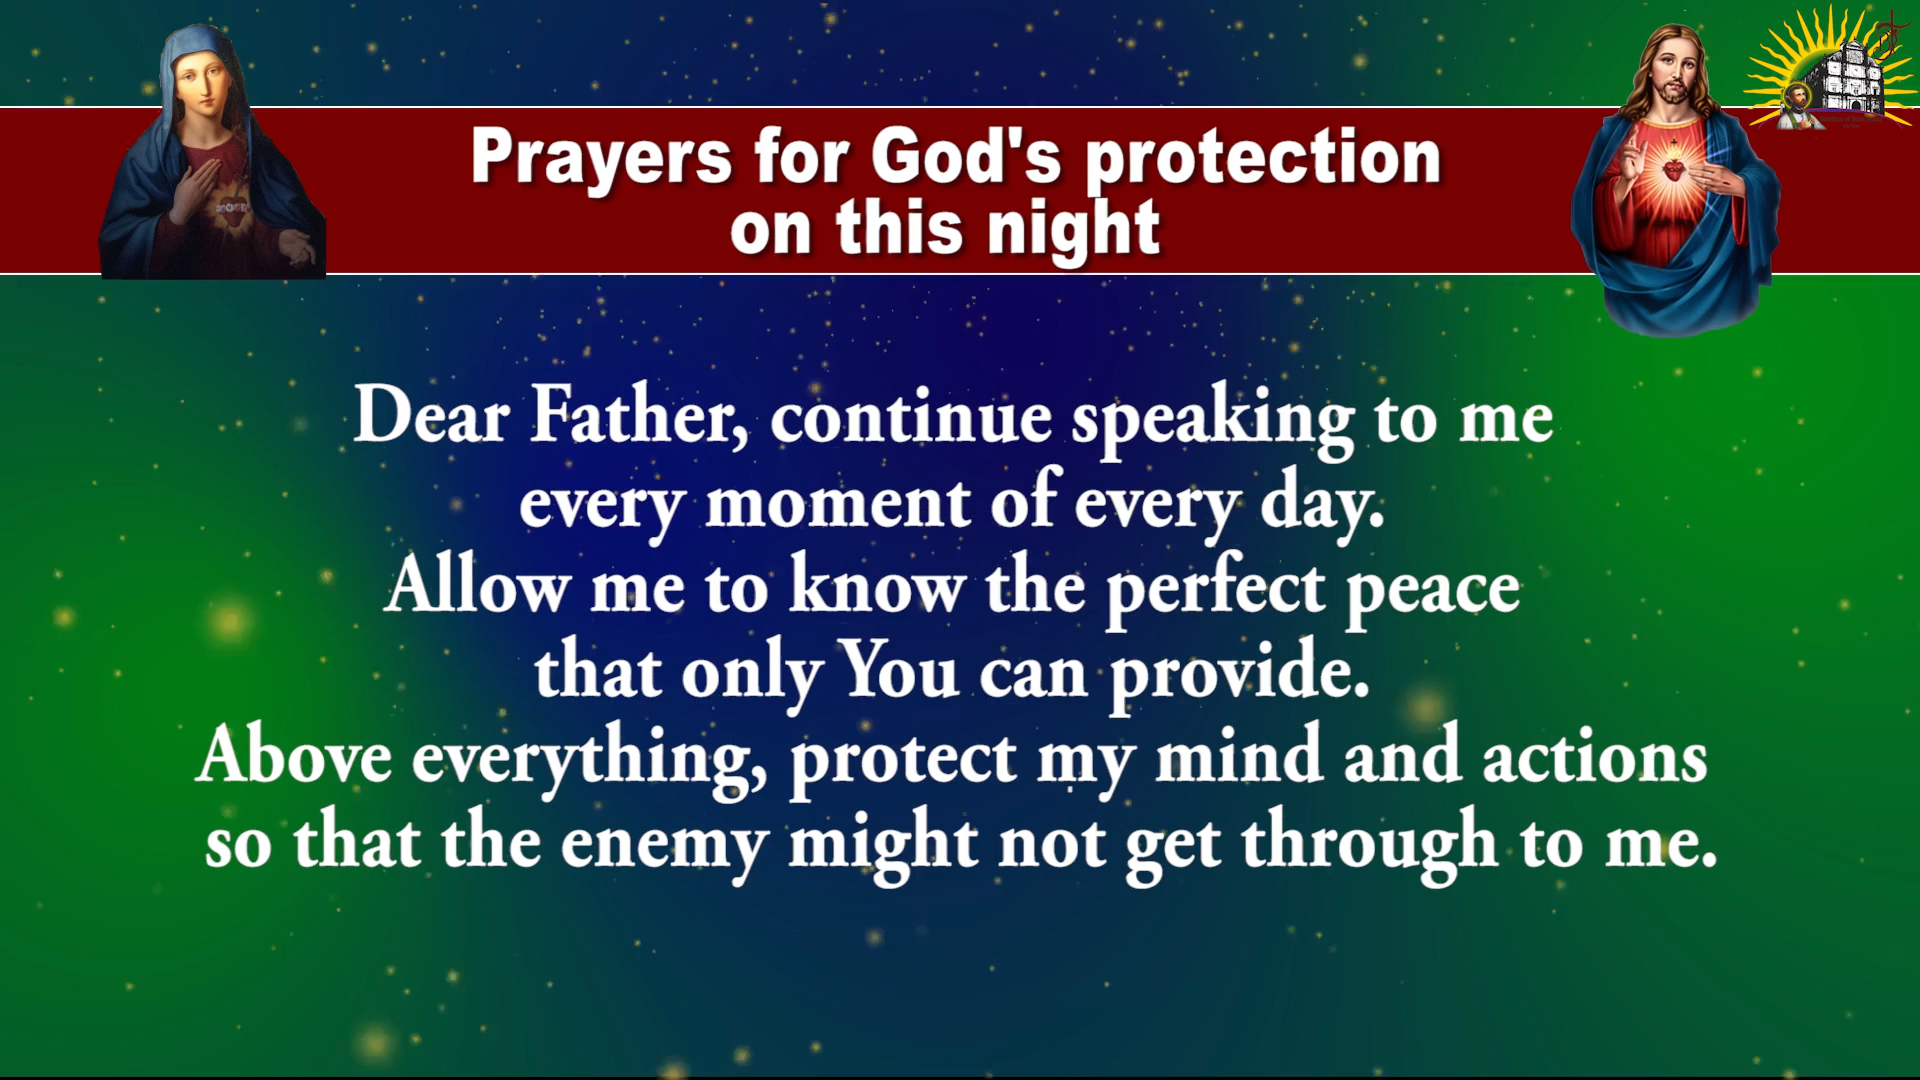 Prayers for God's protection
on this night
Dear Father, continue speaking to me
every moment of every day.
Allow me to know the perfect peace
that only You can provide.
Above everything, protect my mind and actions
so that the enemy might not get through to me.